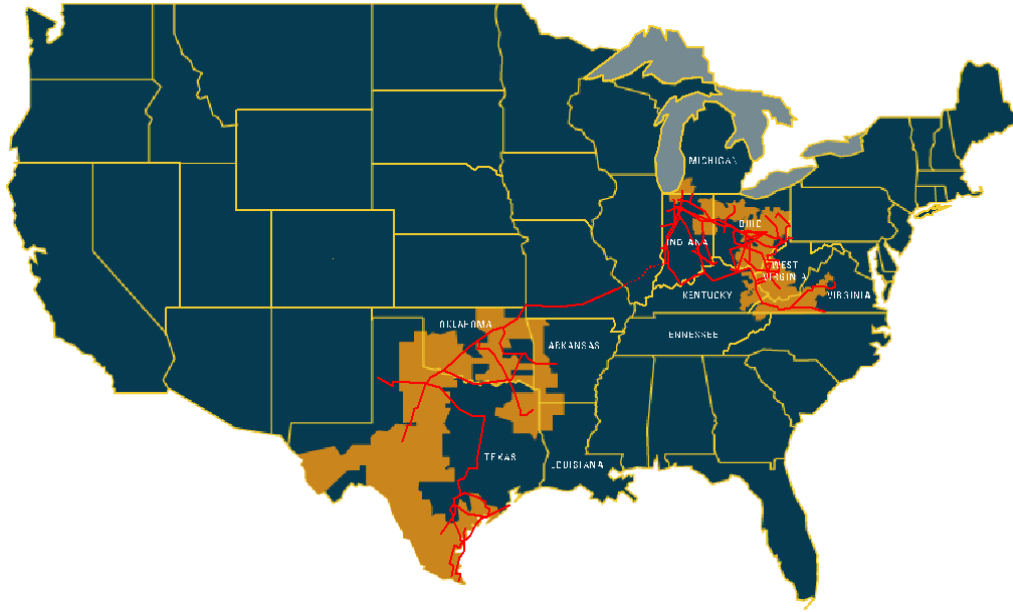 MICHIGAN
OHIO
INDIANA
WEST
VIRGINIA
KENTUCKY
VIRGINIA
OKLAHOMA
ENNESSEE
ARKANSAS
TEXAS
LOUISIANA